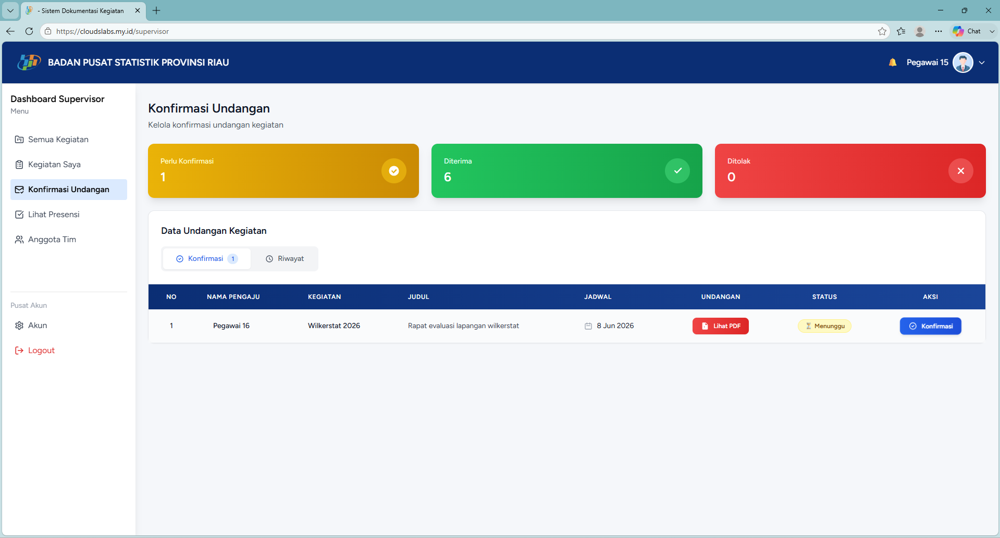 - Sistem Dokumentasi Kegiatan
https://cloudslabs.my.id/supervisor
Chat
BADAN PUSAT STATISTIK PROVINSI RIAU
Pegawai 15
Dashboard Supervisor
Menu
Semua Kegiatan
Kegiatan Saya
Konfirmasi Undangan
Lihat Presensi
Anggota Tim
Pusat Akun
Akun
Logout
Konfirmasi Undangan
Kelola konfirmasi undangan kegiatan
Perlu Konfirmasi
1
Diterima
6
Ditolak
0
Data Undangan Kegiatan
Konfirmasi 1 Riwayat
NO NAMA PENGAJU KEGIATAN JUDUL JADWAL UNDANGAN STATUS AKSI
1 Pegawai 16 Wilkerstat 2026 Rapat evaluasi lapangan wilkerstat 8 Jun 2026 Lihat PDF Menunggu Konfirmasi